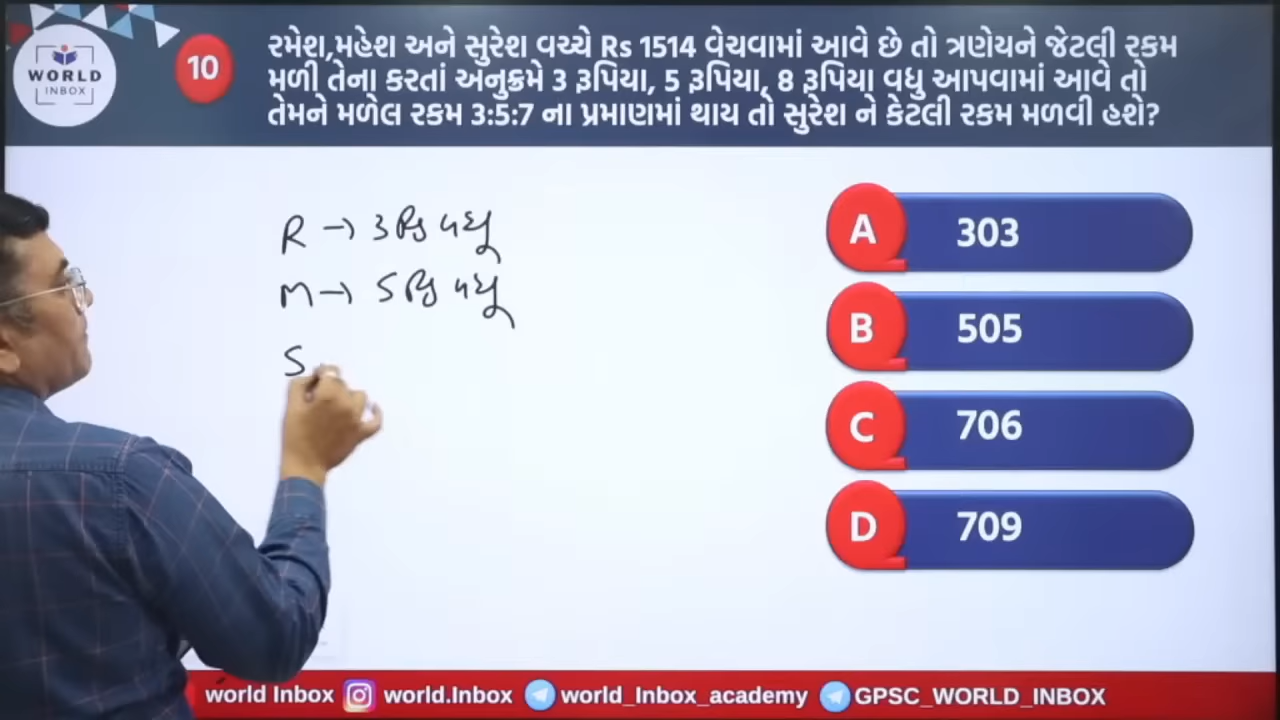 WORLD
INBOX
10
રમેશ,મહેશ અને સુરેશ વચ્ચે Rs 1514 વેચવામાં આવે છે તો ત્રણેયને જેટલી રકમ
મળી તેના કરતાં અનુક્રમે 3 રૂપિયા, 5 રૂપિયા, 8 રૂપિયા વધુ આપવામાં આવે તો
તેમને મળેલ રકમ 3:5:7 ના પ્રમાણમાં થાય તો સુરેશ ને કેટલી રકમ મળવી હશે?
R → 3 Rs વધુ
M → 5 Rs વધુ
S
A 303
B 505
C 706
D 709
world Inbox world.Inbox world_Inbox_academy GPSC_WORLD_INBOX